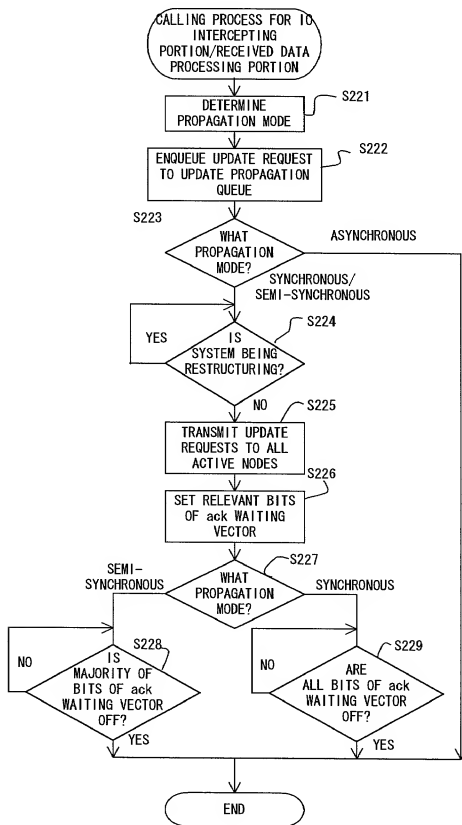 CALLING PROCESS FOR IO
INTERCEPTING
PORTION/RECEIVED DATA
PROCESSING PORTION
S221
DETERMINE
PROPAGATION MODE
S222
ENQUEUE UPDATE REQUEST
TO UPDATE PROPAGATION
QUEUE
S223
WHAT
PROPAGATION
MODE?
ASYNCHRONOUS
SYNCHRONOUS/
SEMI-SYNCHRONOUS
S224
YES
IS
SYSTEM BEING
RESTRUCTURING?
NO
S225
TRANSMIT UPDATE
REQUESTS TO ALL
ACTIVE NODES
S226
SET RELEVANT BITS
OF ack WAITING
VECTOR
S227
SEMI-
SYNCHRONOUS
WHAT
PROPAGATION
MODE?
SYNCHRONOUS
S228
NO
IS
MAJORITY OF
BITS OF ack
WAITING VECTOR
OFF?
YES
S229
NO
ARE
ALL BITS OF ack
WAITING VECTOR
OFF?
YES
END